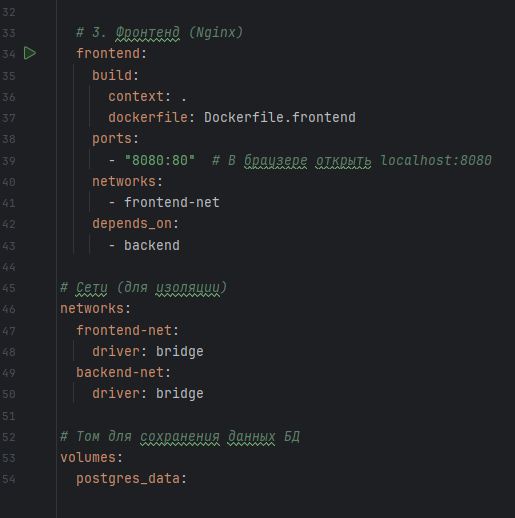 32
33 # 3. Фронтенд (Nginx)
34 frontend:
35 build:
36 context: .
37 dockerfile: Dockerfile.frontend
38 ports:
39 - "8080:80"  # В браузере открыть localhost:8080
40 networks:
41 - frontend-net
42 depends_on:
43 - backend
44
45 # Сети (для изоляции)
46 networks:
47 frontend-net:
48 driver: bridge
49 backend-net:
50 driver: bridge
51
52 # Том для сохранения данных БД
53 volumes:
54 postgres_data: